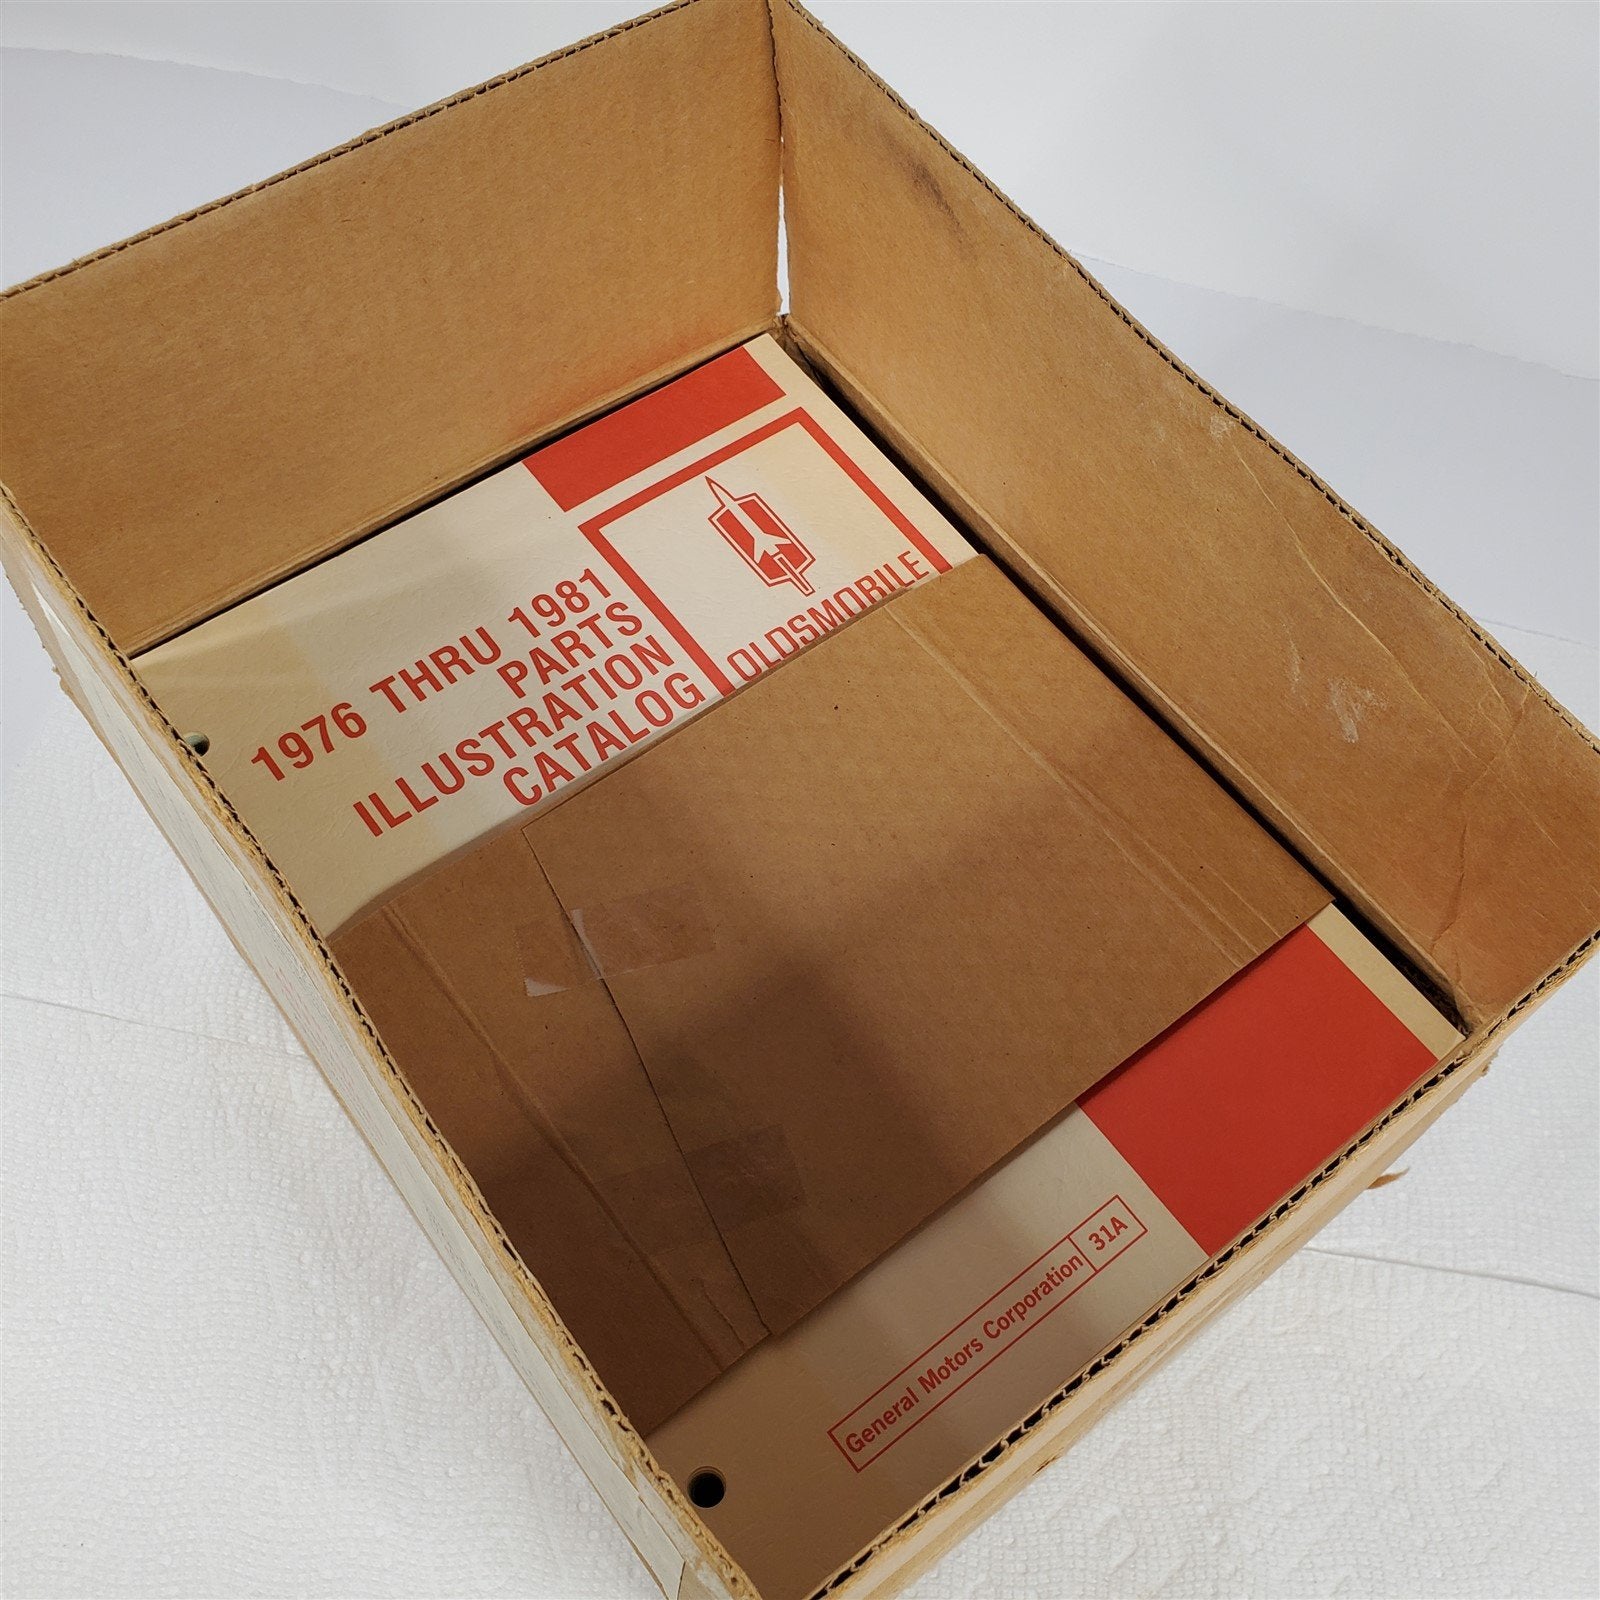 1976 THRU 1981
PARTS
ILLUSTRATION
CATALOG
OLDSMOBILE
General Motors Corporation 31A